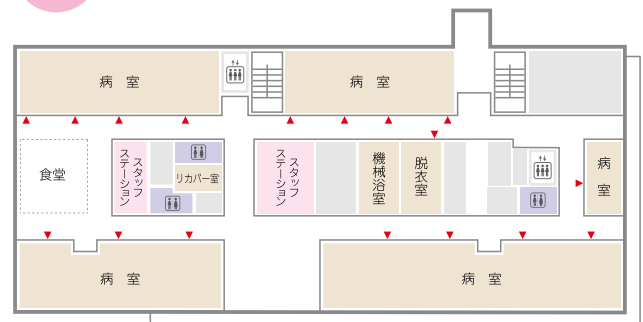 病 室
病 室
食堂
スタッフ
ステーション
リカバー室
スタッフ
ステーション
機械浴室
脱衣室
病 室
病 室
病 室